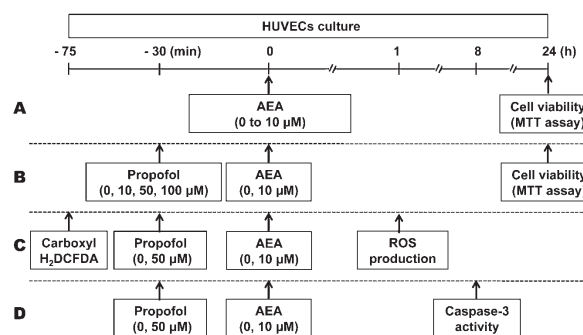 HUVECs culture
- 75 - 30 (min) 0 1 8 24 (h)
A
AEA
(0 to 10 µM)
Cell viability
(MTT assay)
B
Propofol
(0, 10, 50, 100 µM)
AEA
(0, 10 µM)
Cell viability
(MTT assay)
C
Carboxyl
H₂DCFDA
Propofol
(0, 50 µM)
AEA
(0, 10 µM)
ROS
production
D
Propofol
(0, 50 µM)
AEA
(0, 10 µM)
Caspase-3
activity